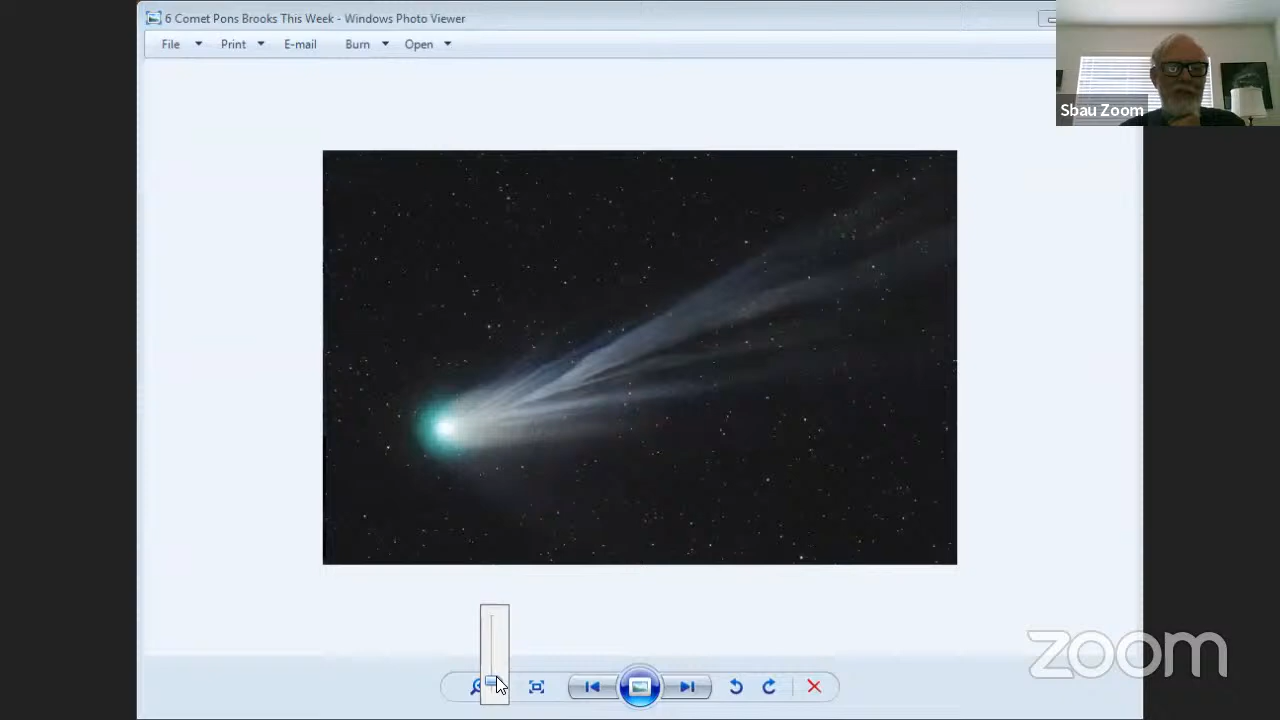 6 Comet Pons Brooks This Week - Windows Photo Viewer
File Print E-mail Burn Open
Sbau Zoom
zoom